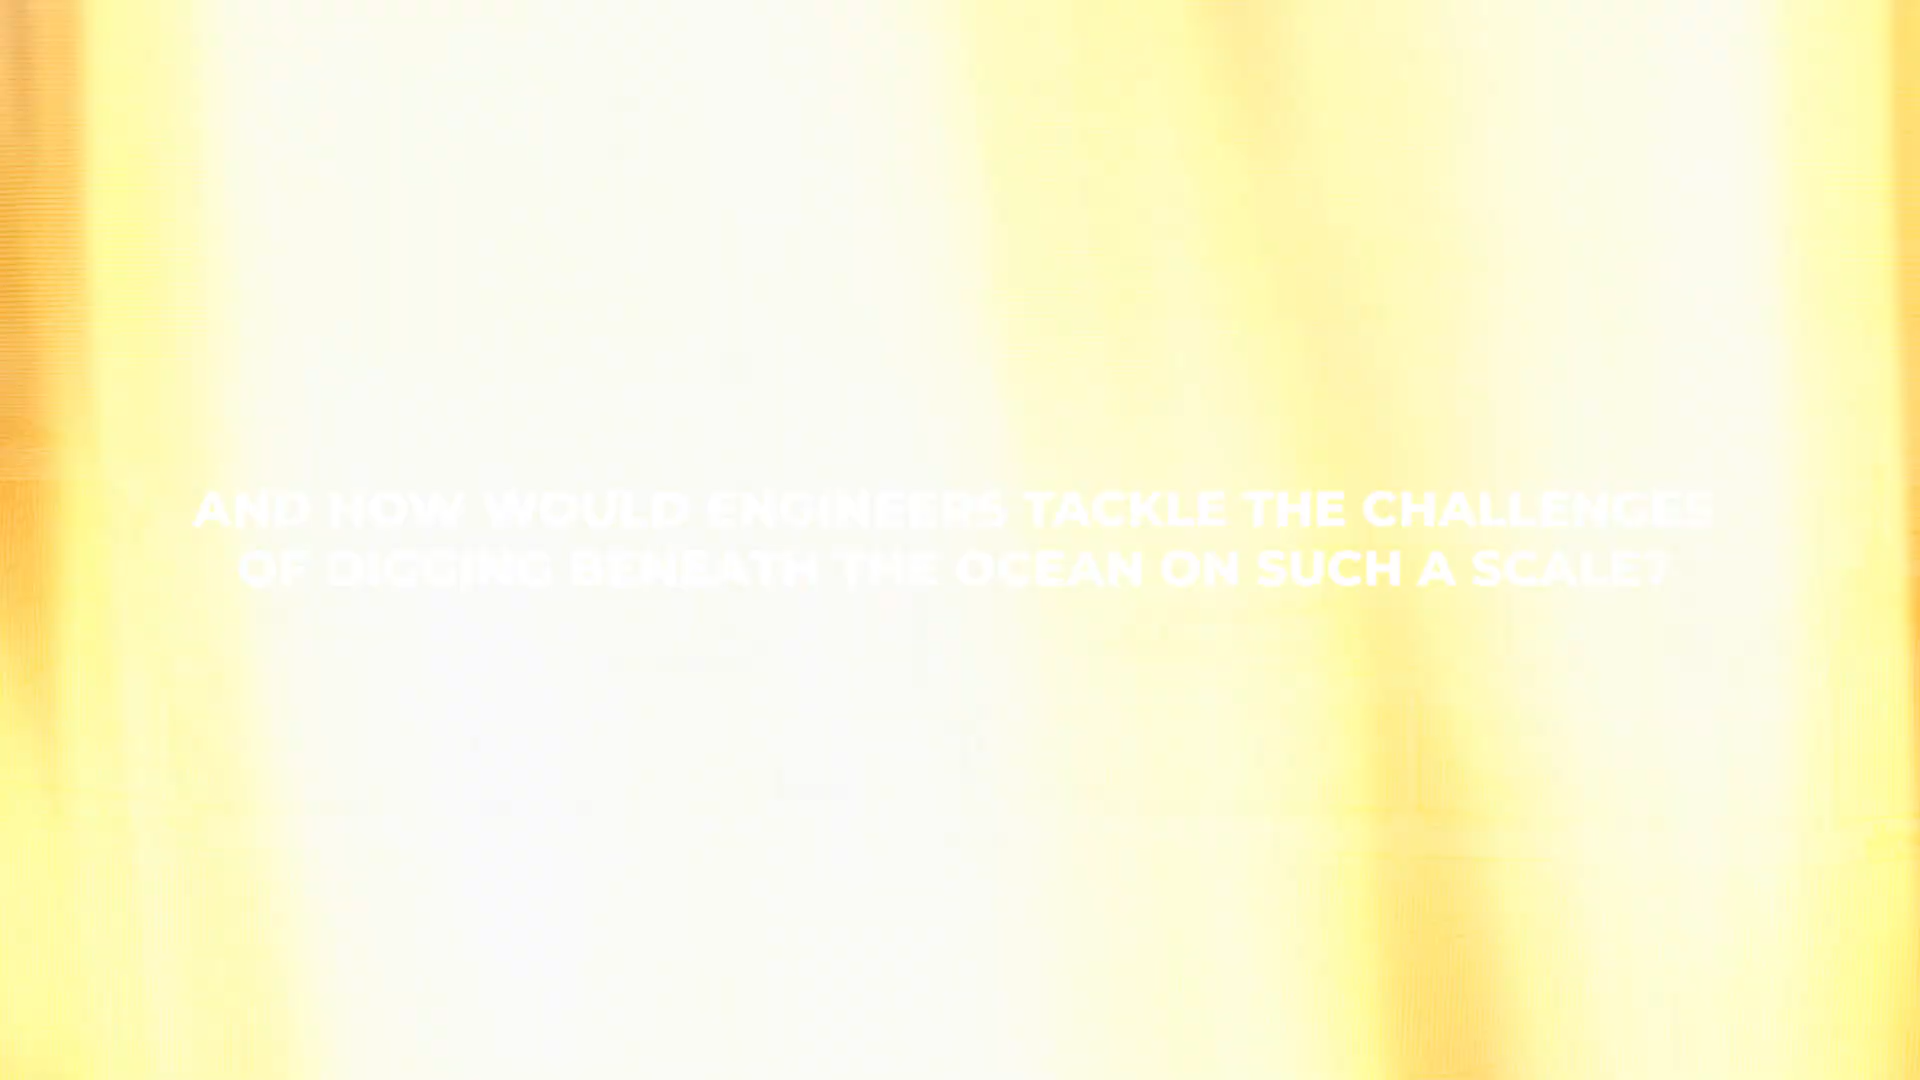 AND HOW WOULD ENGINEERS TACKLE THE CHALLENGES
OF DIGGING BENEATH THE OCEAN ON SUCH A SCALE?